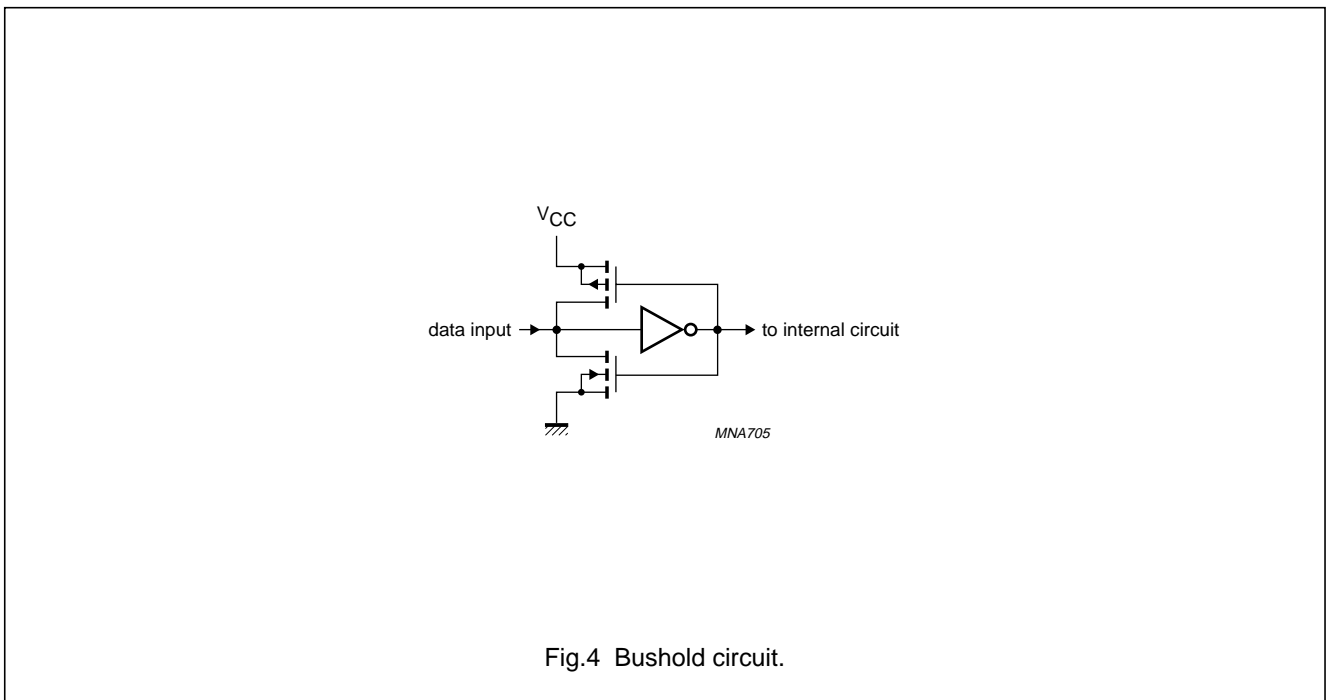 VCC
data input
to internal circuit
MNA705
Fig.4 Bushold circuit.